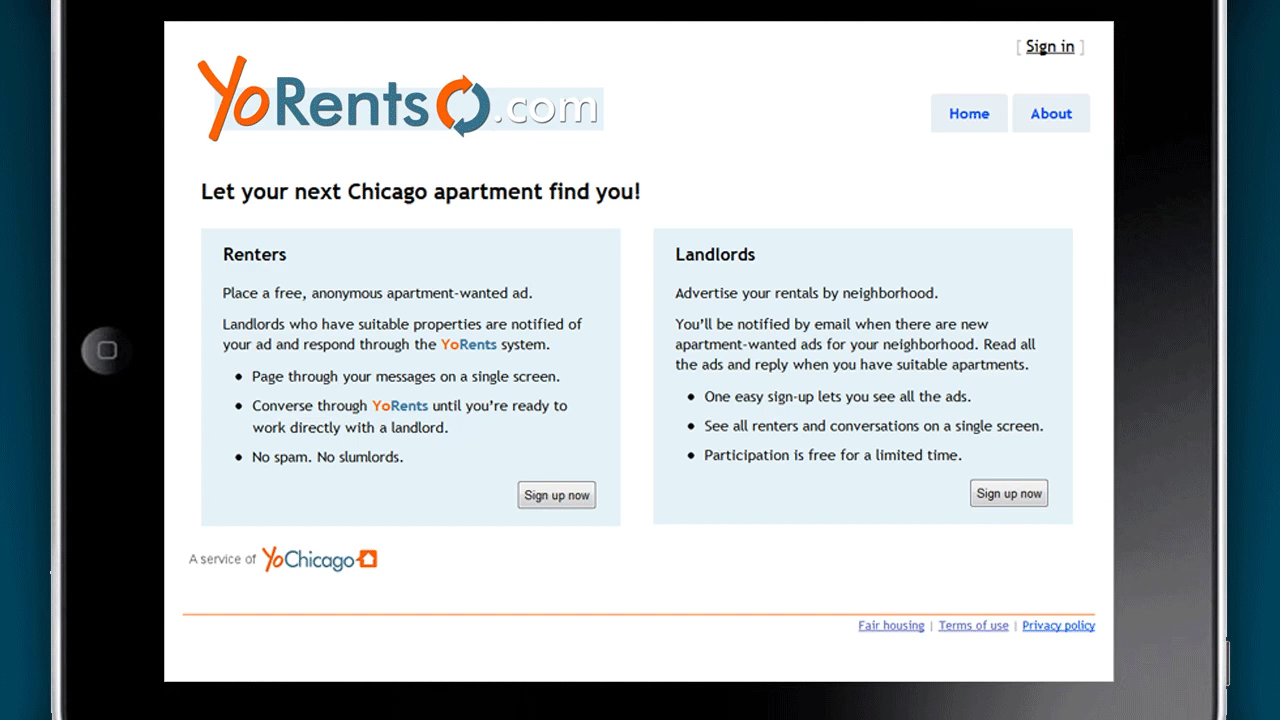 [ Sign in ]
YoRents.com
Home
About
Let your next Chicago apartment find you!
Renters
Place a free, anonymous apartment-wanted ad.
Landlords who have suitable properties are notified of
your ad and respond through the YoRents system.
• Page through your messages on a single screen.
• Converse through YoRents until you're ready to
work directly with a landlord.
• No spam. No slumlords.
Sign up now
Landlords
Advertise your rentals by neighborhood.
You'll be notified by email when there are new
apartment-wanted ads for your neighborhood. Read all
the ads and reply when you have suitable apartments.
• One easy sign-up lets you see all the ads.
• See all renters and conversations on a single screen.
• Participation is free for a limited time.
Sign up now
A service of YoChicago
Fair housing | Terms of use | Privacy policy